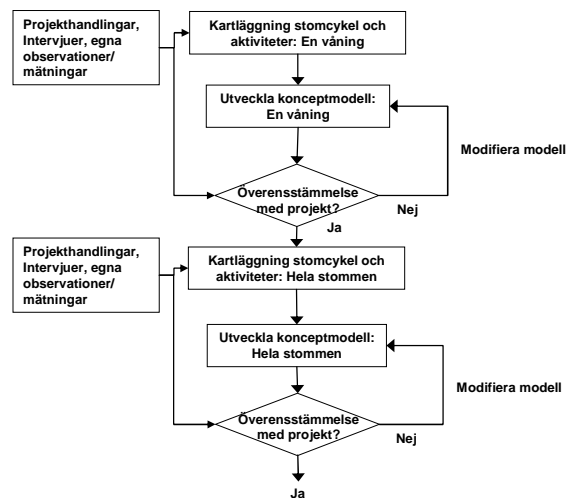 Projekthandlingar,
Intervjuer, egna
observationer/
mätningar
Kartläggning stomcykel och
aktiviteter: En våning
Utveckla konceptmodell:
En våning
Modifiera modell
Överensstämmelse
med projekt?
Nej
Ja
Projekthandlingar,
Intervjuer, egna
observationer/
mätningar
Kartläggning stomcykel och
aktiviteter: Hela stommen
Utveckla konceptmodell:
Hela stommen
Modifiera modell
Överensstämmelse
med projekt?
Nej
Ja